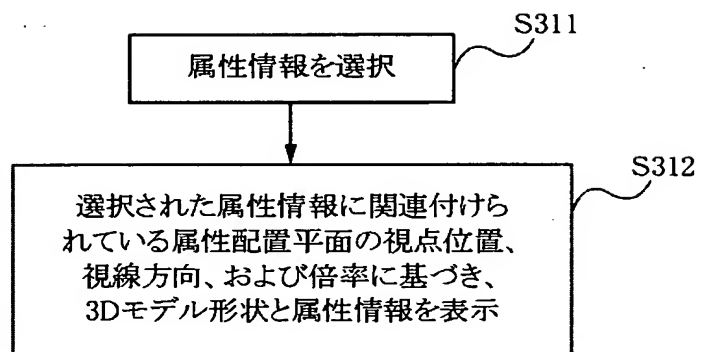 S311
属性情報を選択
S312
選択された属性情報に関連付けら
れている属性配置平面の視点位置、
視線方向、および倍率に基づき、
3Dモデル形状と属性情報を表示